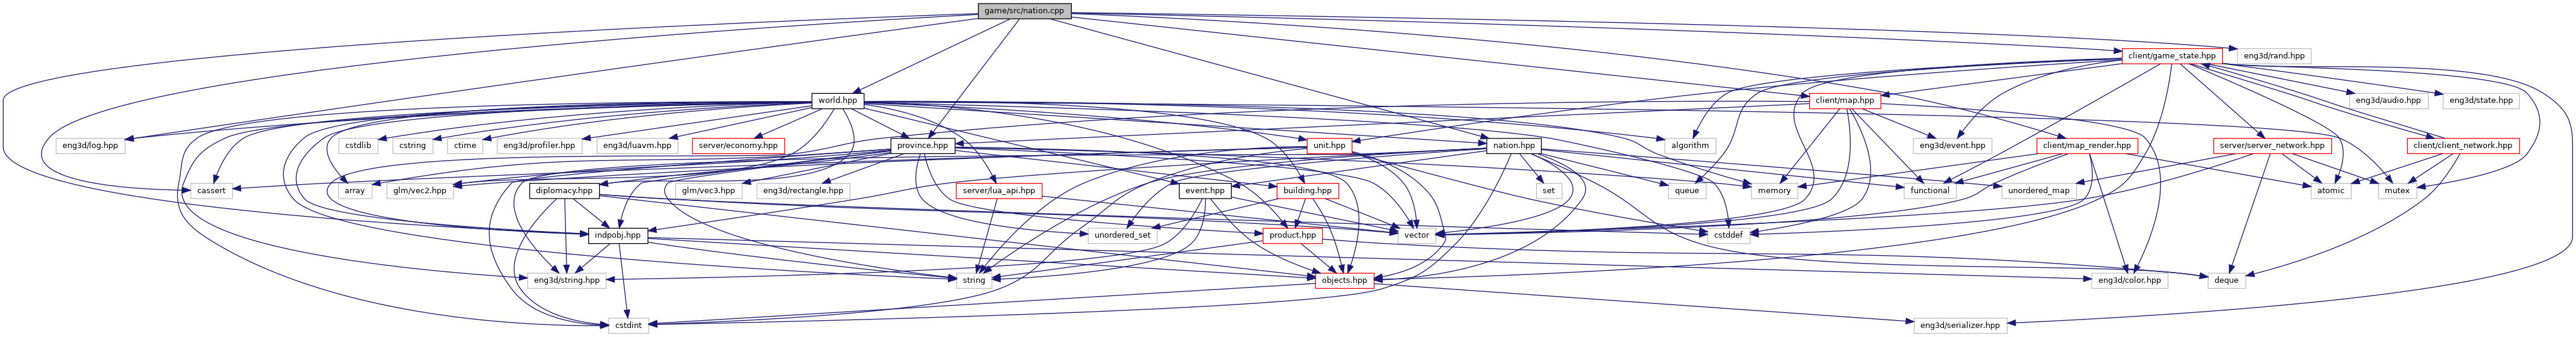 game/src/nation.cpp
eng3d/rand.hpp
client/game_state.hpp
world.hpp
client/map.hpp
eng3d/audio.hpp
eng3d/state.hpp
eng3d/log.hpp
cstdlib
cstring
ctime
eng3d/profiler.hpp
eng3d/luavm.hpp
server/economy.hpp
province.hpp
unit.hpp
nation.hpp
algorithm
eng3d/event.hpp
client/map_render.hpp
server/server_network.hpp
client/client_network.hpp
cassert
array
glm/vec2.hpp
diplomacy.hpp
glm/vec3.hpp
eng3d/rectangle.hpp
server/lua_api.hpp
event.hpp
building.hpp
set
queue
memory
functional
unordered_map
atomic
mutex
indpobj.hpp
unordered_set
product.hpp
vector
cstddef
eng3d/string.hpp
string
objects.hpp
eng3d/color.hpp
deque
cstdint
eng3d/serializer.hpp